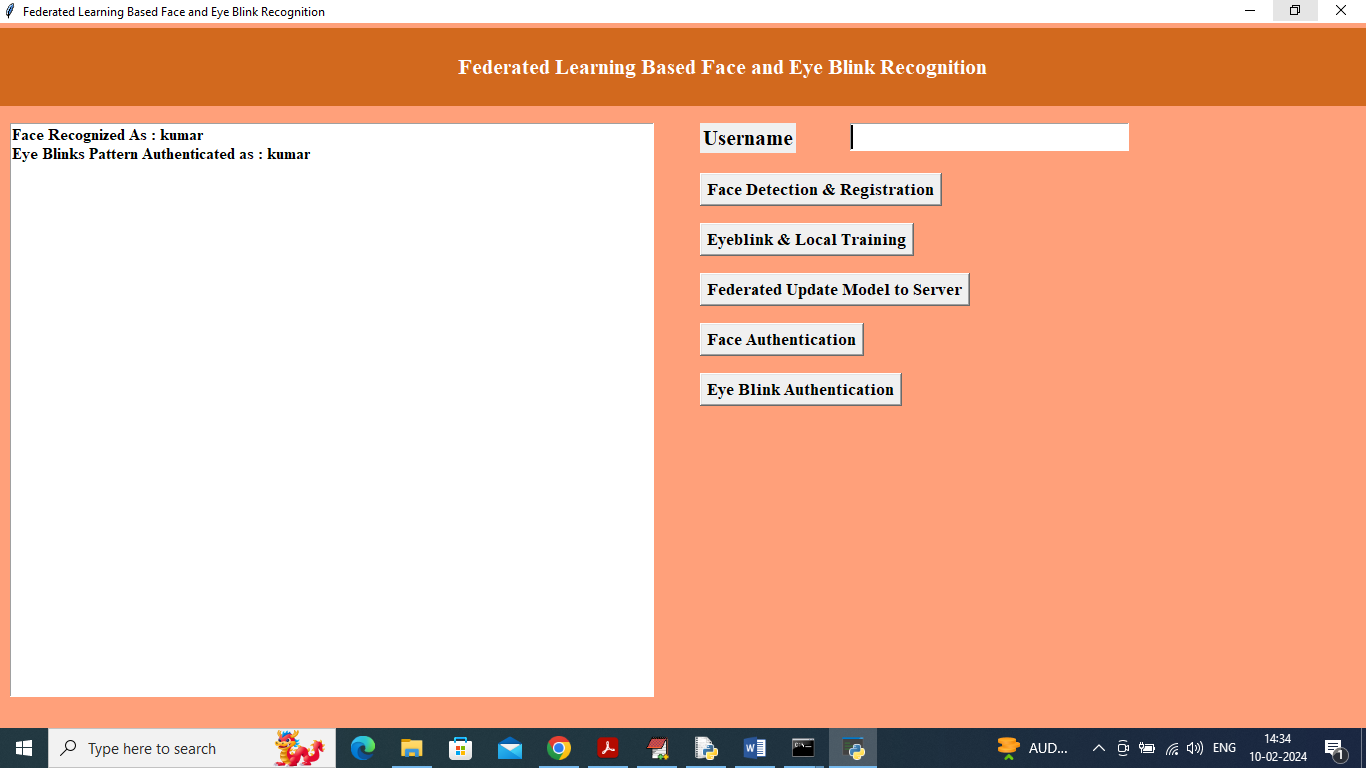 Federated Learning Based Face and Eye Blink Recognition
Federated Learning Based Face and Eye Blink Recognition
Face Recognized As : kumar
Eye Blinks Pattern Authenticated as : kumar
Username
Face Detection & Registration
Eyeblink & Local Training
Federated Update Model to Server
Face Authentication
Eye Blink Authentication
Type here to search
AUD...
ENG
14:34
10-02-2024
1